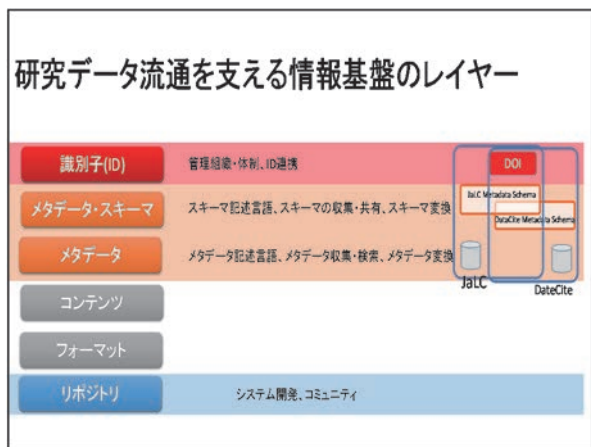 研究データ流通を支える情報基盤のレイヤー
識別子(ID)
管理組織・体制、ID連携
DOI
メタデータ・スキーマ
スキーマ記述言語、スキーマの収集・共有、スキーマ変換
JaLC Metadata Schema
DataCite Metadata Schema
メタデータ
メタデータ記述言語、メタデータ収集・検索、メタデータ変換
JaLC
DateCite
コンテンツ
フォーマット
リポジトリ
システム開発、コミュニティ